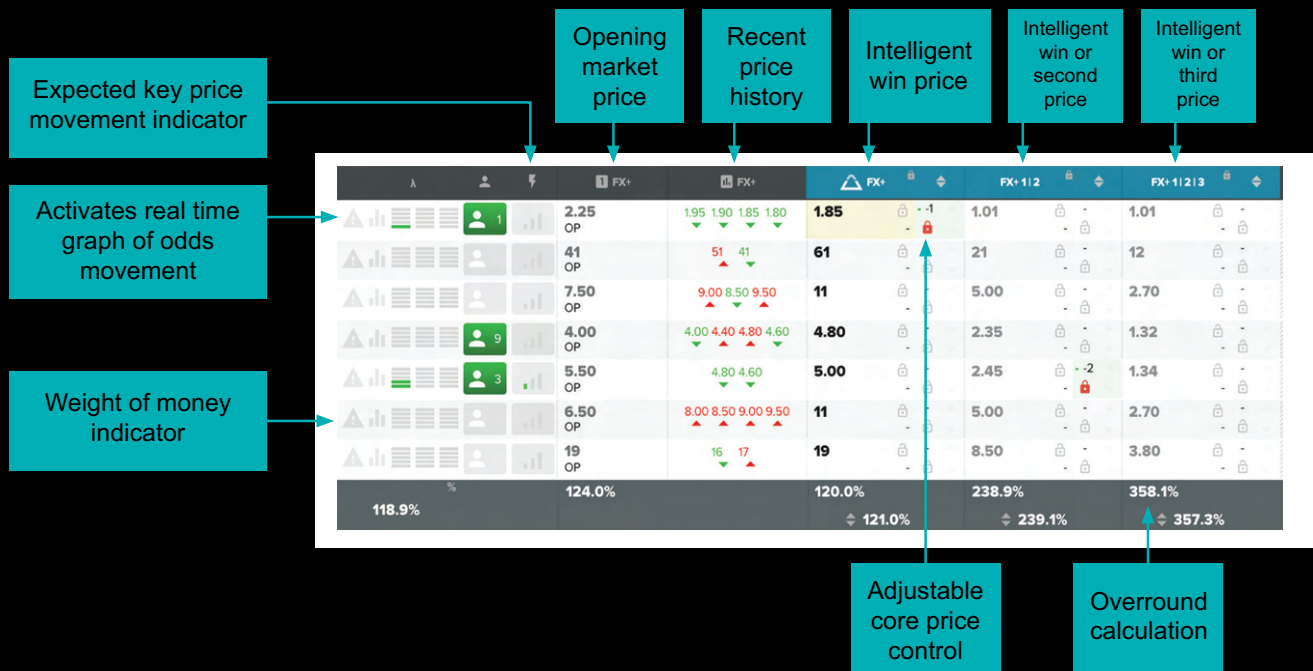 Opening
market
price
Recent
price
history
Intelligent
win price
Intelligent
win or
second
price
Intelligent
win or
third
price
Expected key price
movement indicator
Activates real time
graph of odds
movement
Weight of money
indicator
λ 1 FX+ FX+ FX+ FX+ 1|2 FX+ 1|2|3
1 2.25 1.95 1.90 1.85 1.80 1.85 - -1 1.01 - 1.01 -
OP - - -
41 51 41 61 - 21 - 12 -
OP - - -
7.50 9.00 8.50 9.50 11 - 5.00 - 2.70 -
OP - - -
9 4.00 4.00 4.40 4.80 4.60 4.80 - 2.35 - 1.32 -
OP - - -
3 5.50 4.80 4.60 5.00 - 2.45 - -2 1.34 -
OP - - -
6.50 8.00 8.50 9.00 9.50 11 - 5.00 - 2.70 -
OP - - -
19 16 17 19 - 8.50 - 3.80 -
OP - - -
% 124.0% 120.0% 238.9% 358.1%
118.9% 121.0% 239.1% 357.3%
Adjustable
core price
control
Overround
calculation